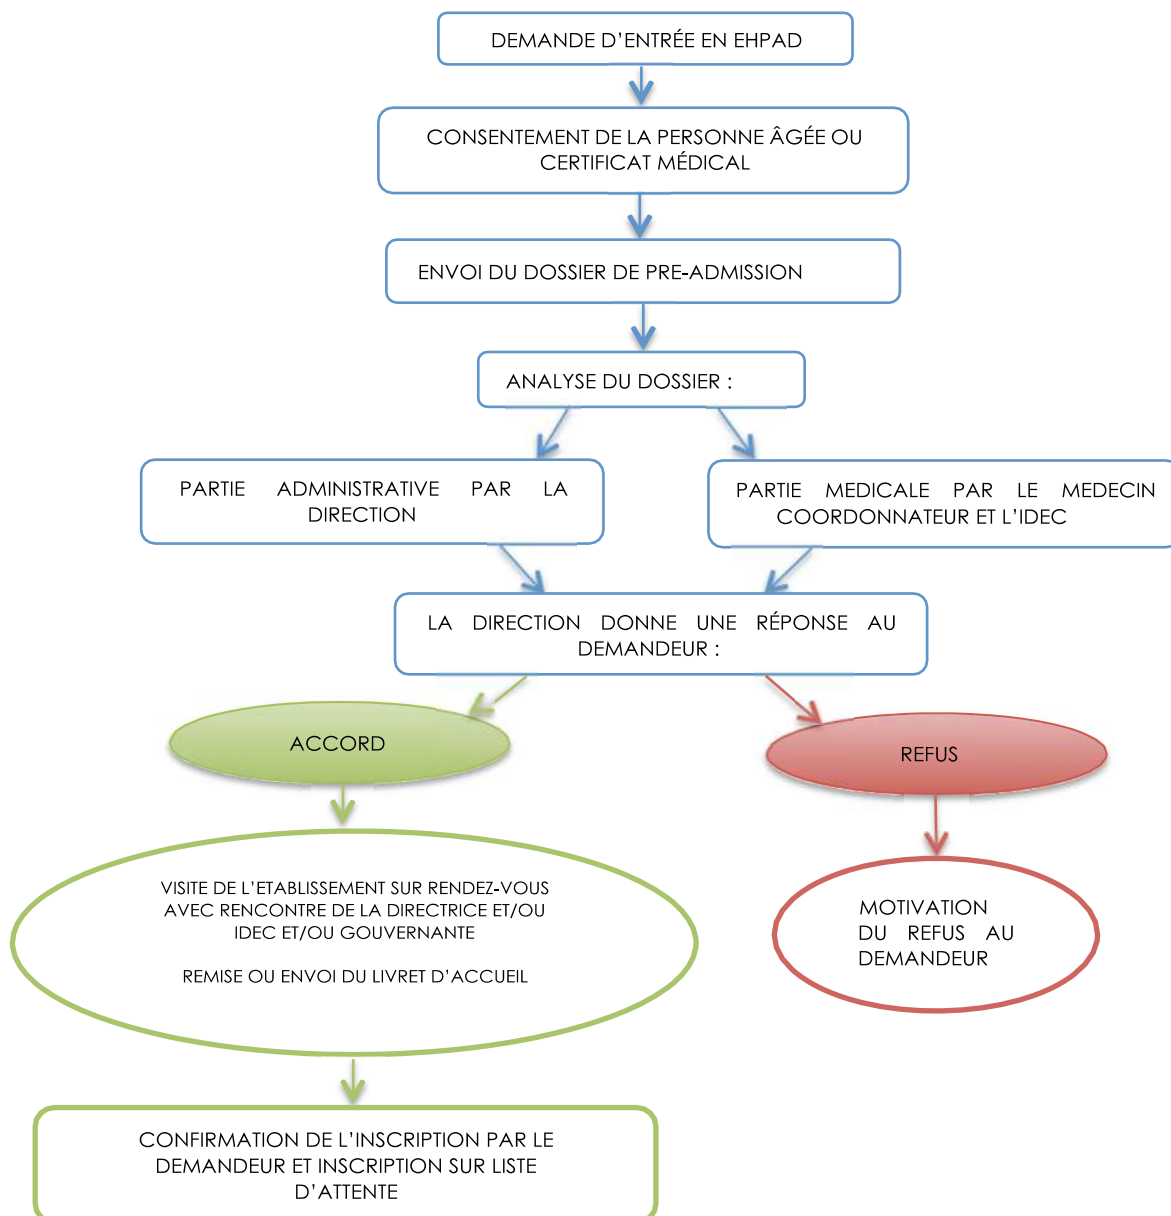 DEMANDE D'ENTRÉE EN EHPAD
CONSENTEMENT DE LA PERSONNE ÂGÉE OU
CERTIFICAT MÉDICAL
ENVOI DU DOSSIER DE PRE-ADMISSION
ANALYSE DU DOSSIER :
PARTIE ADMINISTRATIVE PAR LA
DIRECTION
PARTIE MEDICALE PAR LE MEDECIN
COORDONNATEUR ET L'IDEC
LA DIRECTION DONNE UNE RÉPONSE AU
DEMANDEUR :
ACCORD
REFUS
VISITE DE L'ETABLISSEMENT SUR RENDEZ-VOUS
AVEC RENCONTRE DE LA DIRECTRICE ET/OU
IDEC ET/OU GOUVERNANTE
REMISE OU ENVOI DU LIVRET D'ACCUEIL
MOTIVATION
DU REFUS AU
DEMANDEUR
CONFIRMATION DE L'INSCRIPTION PAR LE
DEMANDEUR ET INSCRIPTION SUR LISTE
D'ATTENTE